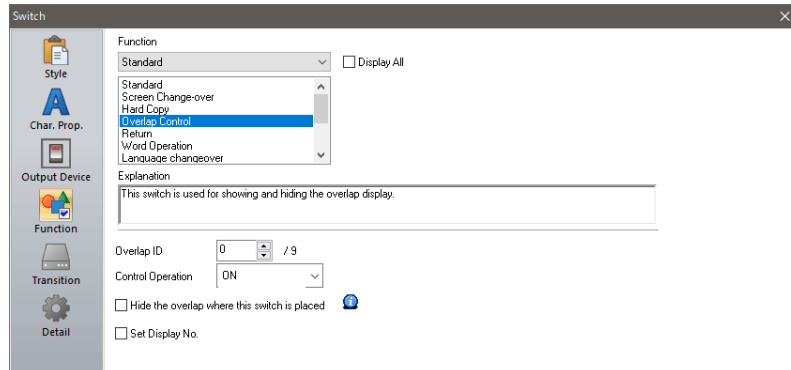 Switch
Style
Char. Prop.
Output Device
Function
Transition
Detail
Function
Standard
Display All
Standard
Screen Change-over
Hard Copy
Overlap Control
Return
Word Operation
Language changeover
Explanation
This switch is used for showing and hiding the overlap display.
Overlap ID 0 / 9
Control Operation ON
Hide the overlap where this switch is placed
Set Display No.